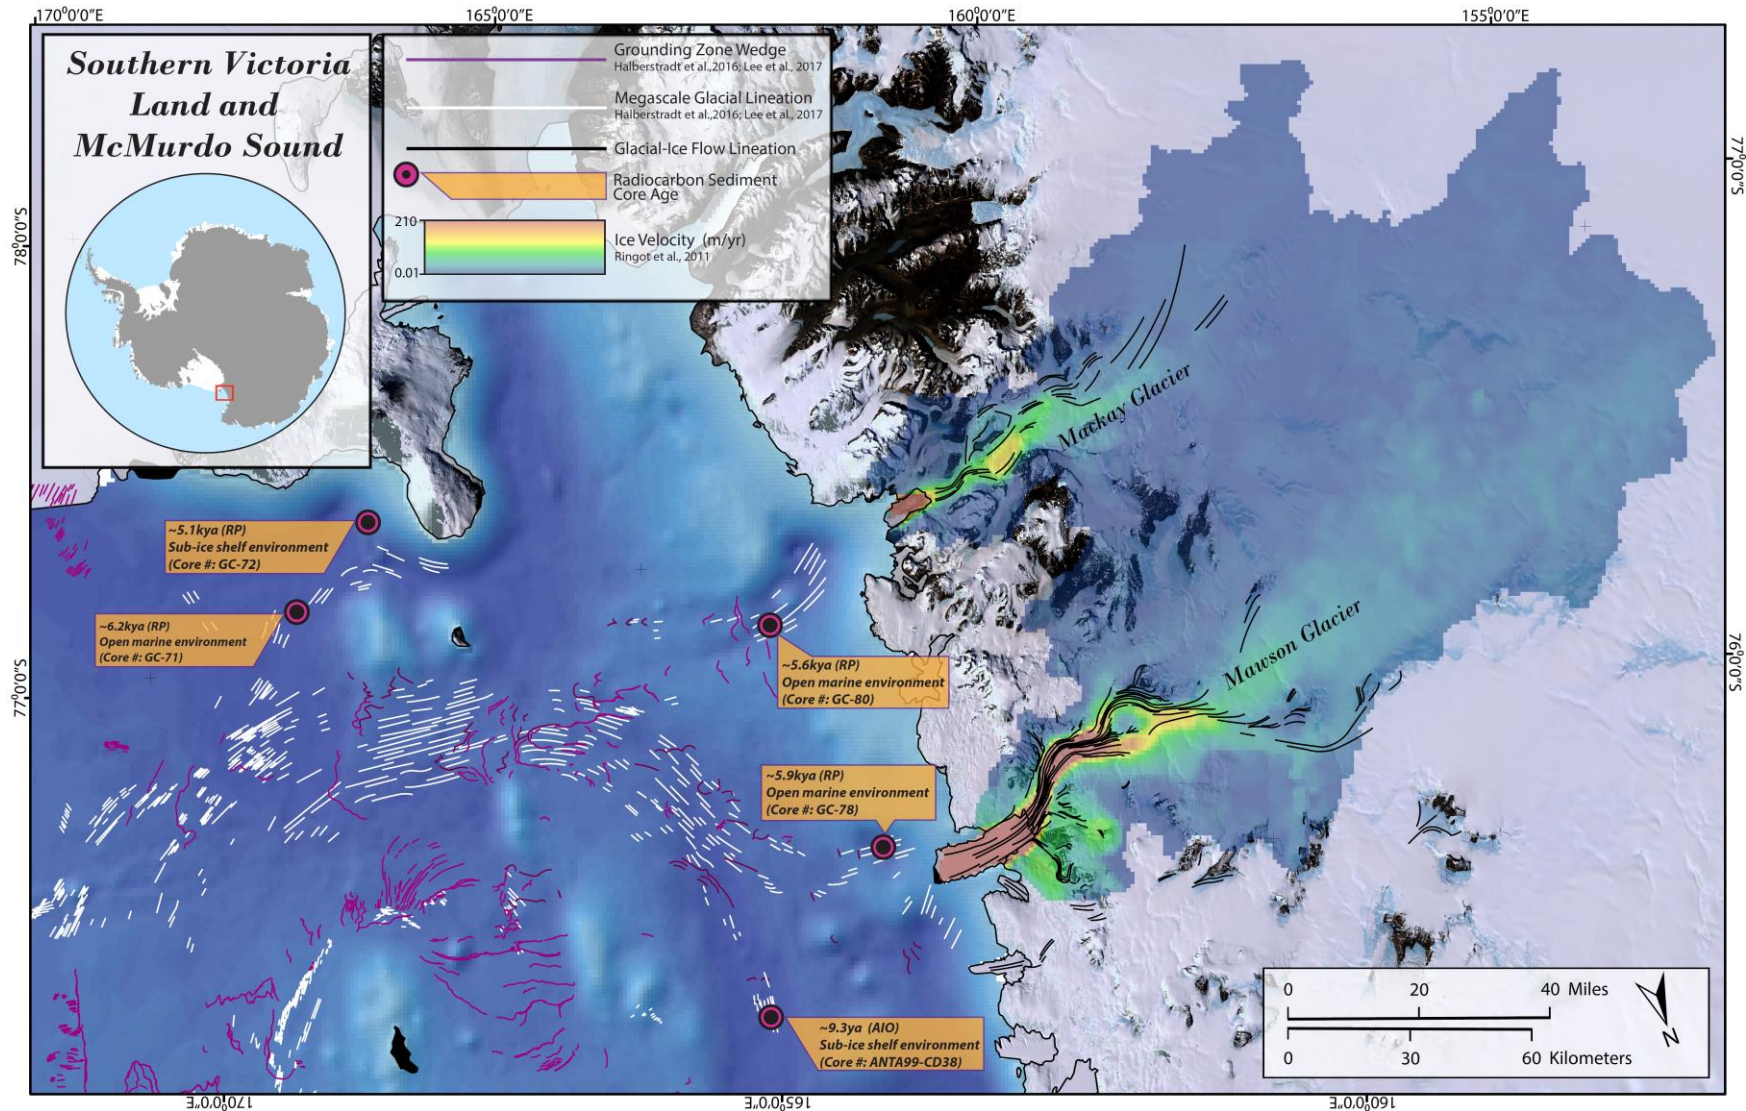 170°0'0"E
165°0'0"E
160°0'0"E
155°0'0"E
Southern Victoria
Land and
McMurdo Sound
Grounding Zone Wedge
Halberstradt et al.,2016; Lee et al., 2017
Megascale Glacial Lineation
Halberstradt et al.,2016; Lee et al., 2017
Glacial-Ice Flow Lineation
Radiocarbon Sediment
Core Age
210
0.01
Ice Velocity (m/yr)
Ringot et al., 2011
78°0'0"S
77°0'0"S
77°0'0"S
76°0'0"S
Mackay Glacier
Mawson Glacier
~5.1kya (RP)
Sub-ice shelf environment
(Core #: GC-72)
~6.2kya (RP)
Open marine environment
(Core #: GC-71)
~5.6kya (RP)
Open marine environment
(Core #: GC-80)
~5.9kya (RP)
Open marine environment
(Core #: GC-78)
~9.3ya (AIO)
Sub-ice shelf environment
(Core #: ANTA99-CD38)
0 20 40 Miles
0 30 60 Kilometers
N
170°0'0"E
165°0'0"E
160°0'0"E